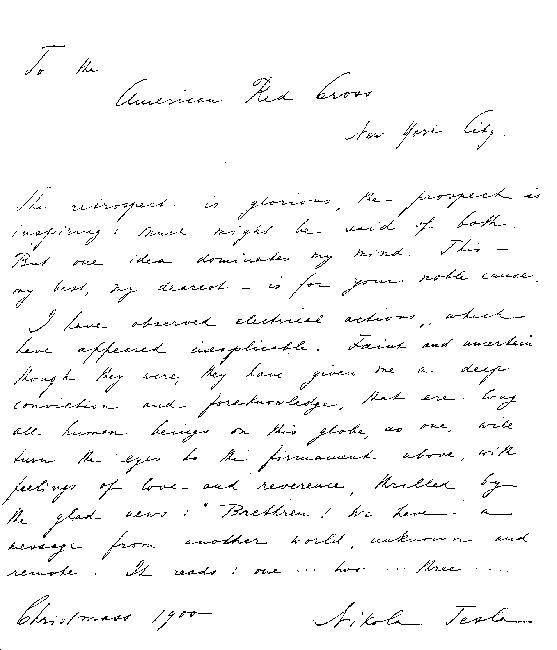 To the
American Red Cross
New York City.
The retrospect is glorious, the prospect is
inspiring: Much might be said of both.
But one idea dominates my mind. This –
my best, my dearest – is for your noble cause.
I have observed electrical actions, which
have appeared inexplicable. Faint and uncertain
though they were, they have given me a deep
conviction and foreknowledge, that ere long
all human beings on this globe, as one, will
turn the eyes to the firmament above, with
feelings of love and reverence, thrilled by
the glad news: "Brethren! We have a
message from another world, unknown and
remote. It reads: one ... two ... three ....
Christmass 1900
Nikola Tesla